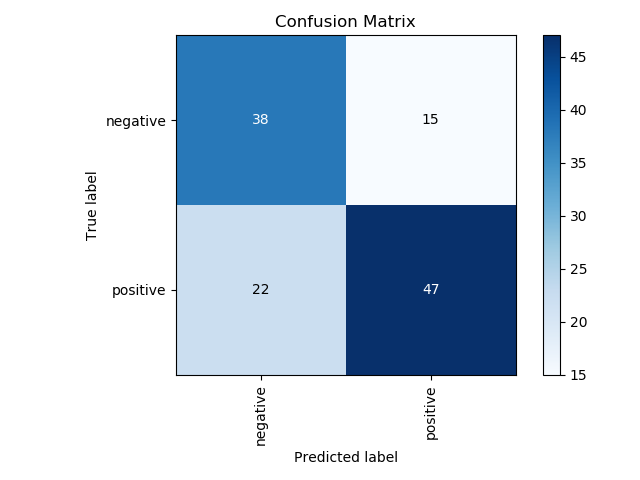 Confusion Matrix
True label
negative
38
15
positive
22
47
negative
positive
Predicted label
45
40
35
30
25
20
15